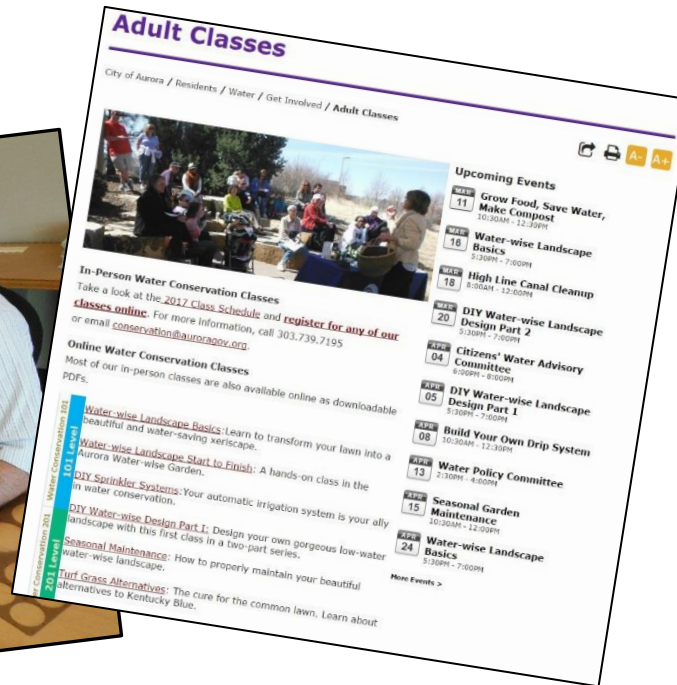 Adult Classes
City of Aurora / Residents / Water / Get Involved / Adult Classes
A- A+
In-Person Water Conservation Classes
Take a look at the 2017 Class Schedule and register for any of our
classes online. For more information, call 303.739.7195
or email conservation@auroragov.org.
Online Water Conservation Classes
Most of our in-person classes are also available online as downloadable
PDFs.
Water Conservation 101
101 Level
Water-wise Landscape Basics:Learn to transform your lawn into a
beautiful and water-saving xeriscape.
Water-wise Landscape Start to Finish: A hands-on class in the
Aurora Water-wise Garden.
DIY Sprinkler Systems:Your automatic irrigation system is your ally
in water conservation.
Conservation 201
201 Level
DIY Water-wise Design Part I: Design your own gorgeous low-water
landscape with this first class in a two-part series.
Seasonal Maintenance: How to properly maintain your beautiful
water-wise landscape.
Turf Grass Alternatives: The cure for the common lawn. Learn about
alternatives to Kentucky Blue.
Upcoming Events
MAR
11
Grow Food, Save Water,
Make Compost
10:30AM - 12:30PM
MAR
16
Water-wise Landscape
Basics
5:30PM - 7:00PM
MAR
18
High Line Canal Cleanup
8:00AM - 12:00PM
MAR
20
DIY Water-wise Landscape
Design Part 2
5:30PM - 7:00PM
APR
04
Citizens' Water Advisory
Committee
6:00PM - 8:00PM
APR
05
DIY Water-wise Landscape
Design Part 1
5:30PM - 7:00PM
APR
08
Build Your Own Drip System
10:30AM - 12:30PM
APR
13
Water Policy Committee
2:30PM - 4:00PM
APR
15
Seasonal Garden
Maintenance
10:30AM - 12:00PM
APR
24
Water-wise Landscape
Basics
5:30PM - 7:00PM
More Events >